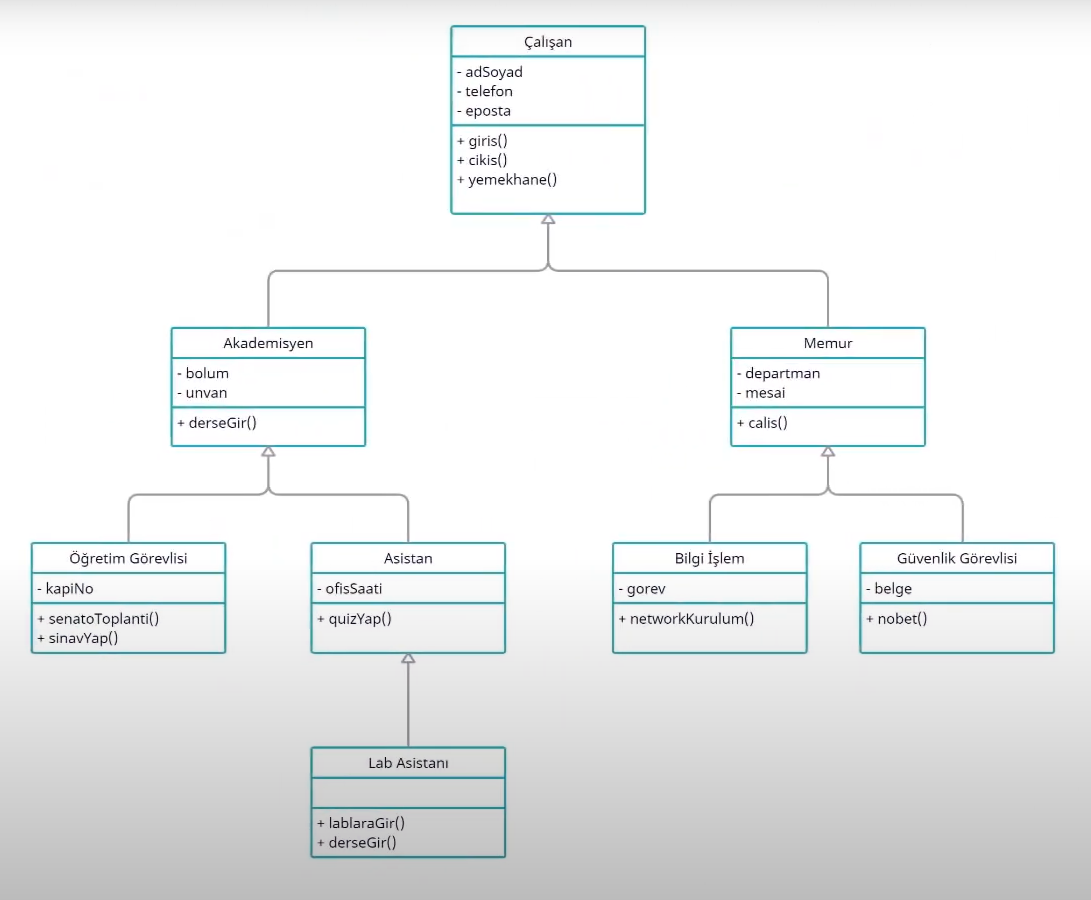 Çalışan
- adSoyad
- telefon
- eposta
+ giris()
+ cikis()
+ yemekhane()
Akademisyen
- bolum
- unvan
+ derseGir()
Memur
- departman
- mesai
+ calis()
Öğretim Görevlisi
- kapiNo
+ senatoToplanti()
+ sinavYap()
Asistan
- ofisSaati
+ quizYap()
Bilgi İşlem
- gorev
+ networkKurulum()
Güvenlik Görevlisi
- belge
+ nobet()
Lab Asistanı
+ lablaraGir()
+ derseGir()